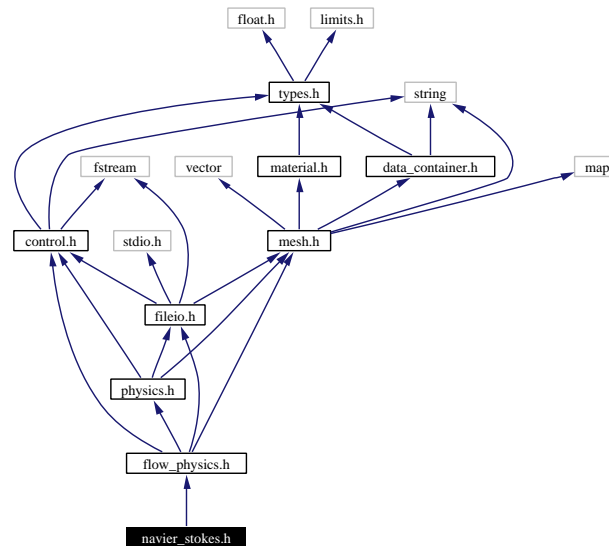 float.h
limits.h
types.h
string
fstream
vector
material.h
data_container.h
map
control.h
stdio.h
mesh.h
fileio.h
physics.h
flow_physics.h
navier_stokes.h